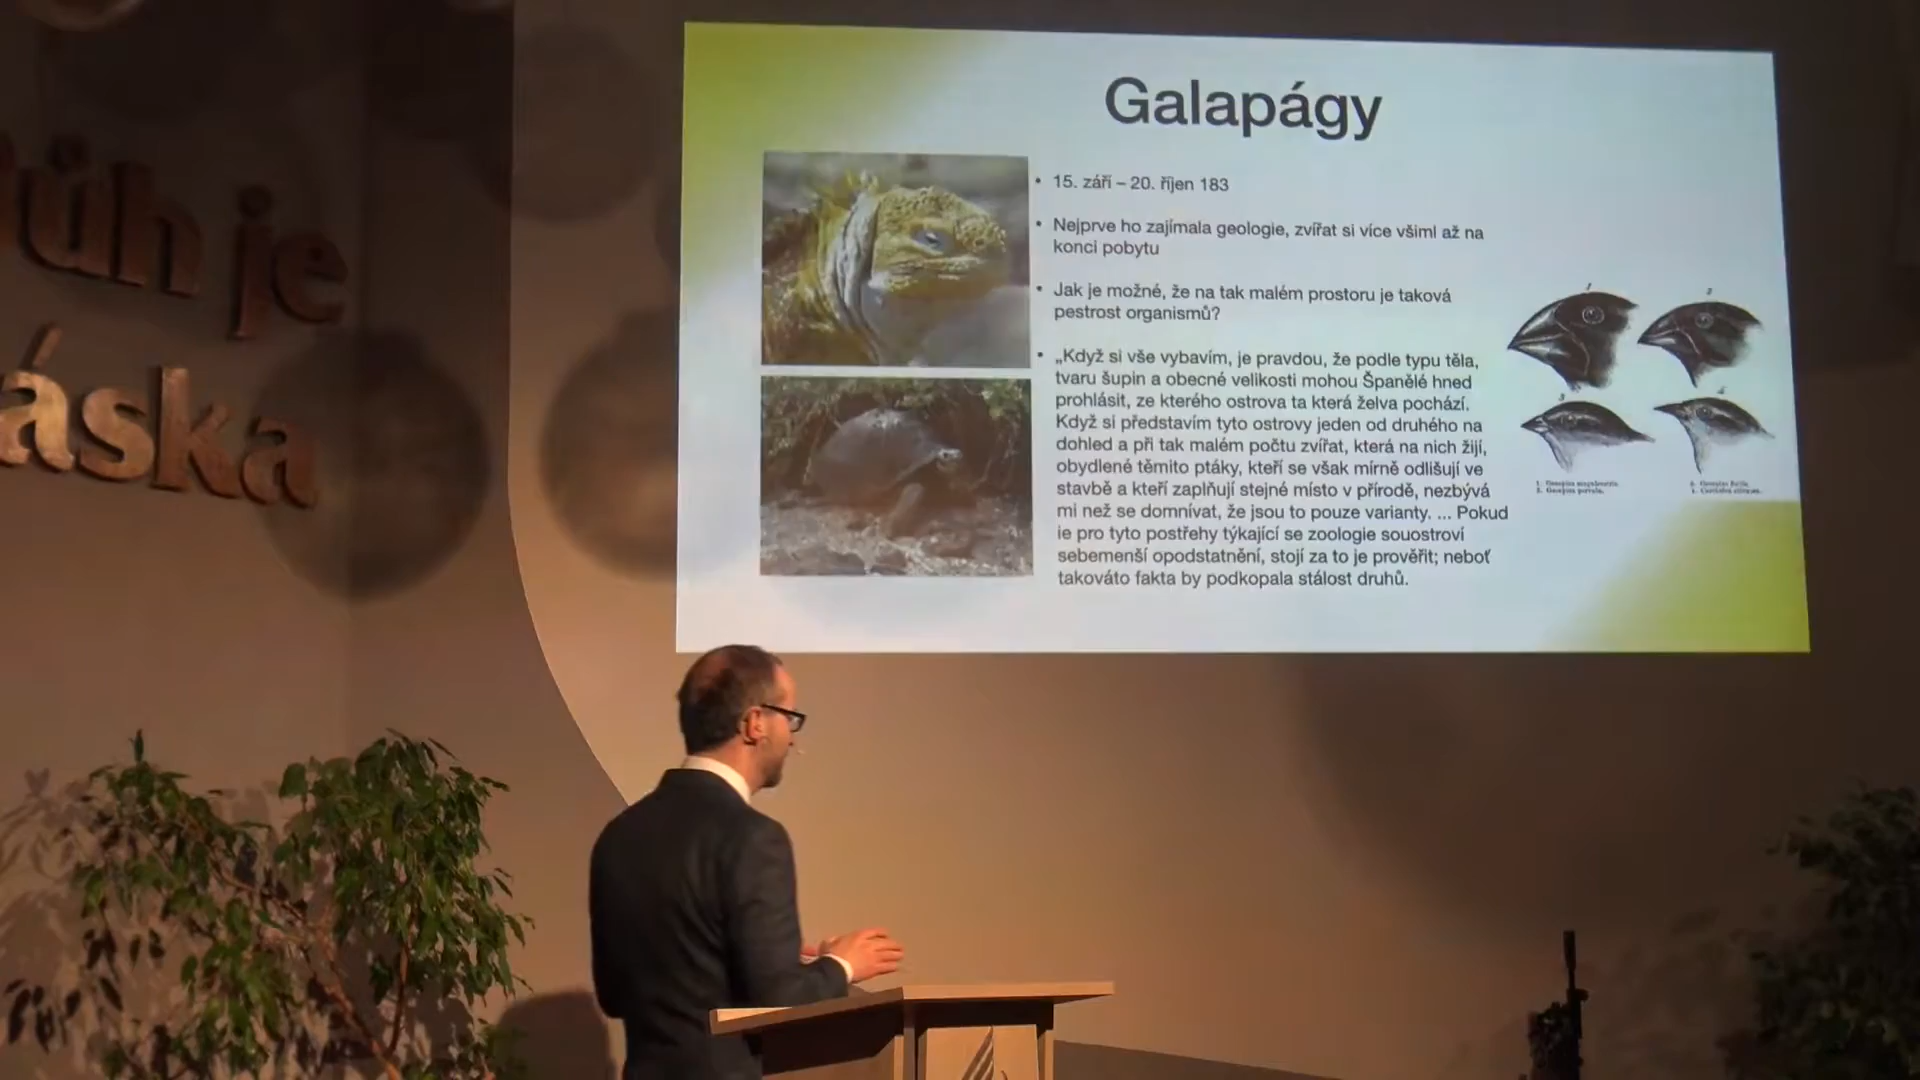 ůh je
áska
Galapágy
15. září – 20. říjen 183
Nejprve ho zajímala geologie, zvířat si více všiml až na
konci pobytu
Jak je možné, že na tak malém prostoru je taková
pestrost organismů?
„Když si vše vybavím, je pravdou, že podle typu těla,
tvaru šupin a obecné velikosti mohou Španělé hned
prohlásit, ze kterého ostrova ta která želva pochází.
Když si představím tyto ostrovy jeden od druhého na
dohled a při tak malém počtu zvířat, která na nich žijí,
obydlené těmito ptáky, kteří se však mírně odlišují ve
stavbě a kteří zaplňují stejné místo v přírodě, nezbývá
mi než se domnívat, že jsou to pouze varianty. ... Pokud
je pro tyto postřehy týkající se zoologie souostroví
sebemenší opodstatnění, stojí za to je prověřit; neboť
takováto fakta by podkopala stálost druhů.